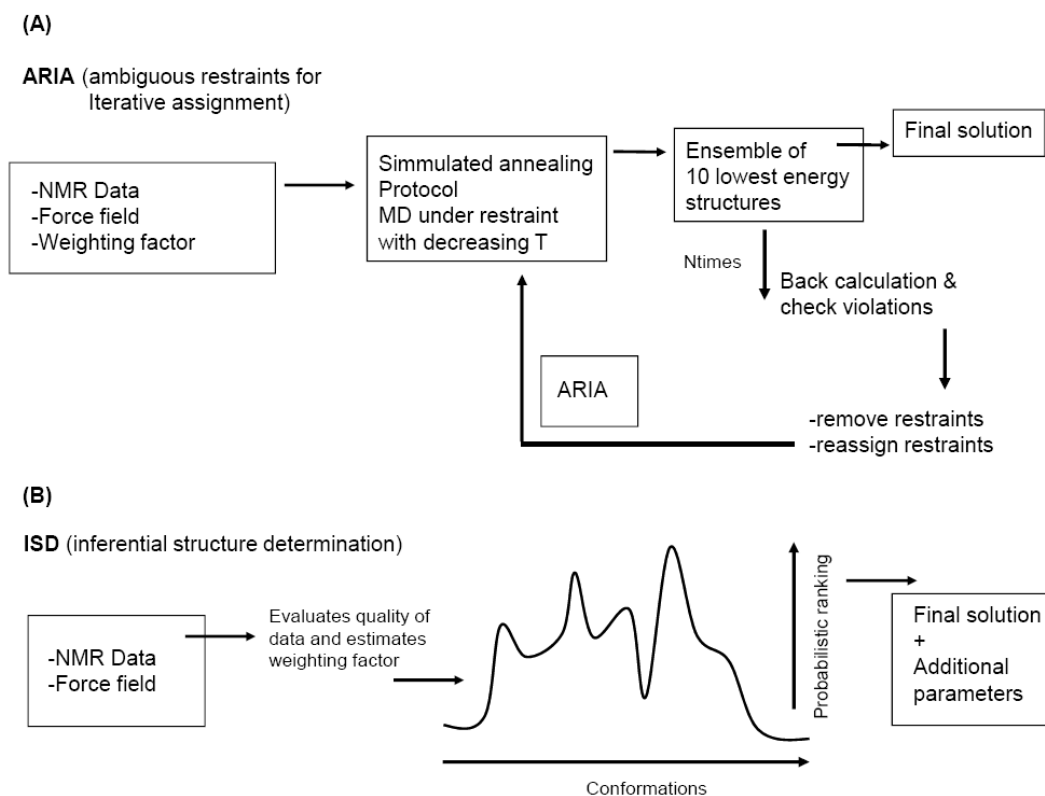 (A)
ARIA (ambiguous restraints for
Iterative assignment)
-NMR Data
-Force field
-Weighting factor
Simmulated annealing
Protocol
MD under restraint
with decreasing T
Ensemble of
10 lowest energy
structures
Final solution
Ntimes
Back calculation &
check violations
-remove restraints
-reassign restraints
ARIA
(B)
ISD (inferential structure determination)
-NMR Data
-Force field
Evaluates quality of
data and estimates
weighting factor
Conformations
Probabilistic ranking
Final solution
+
Additional
parameters